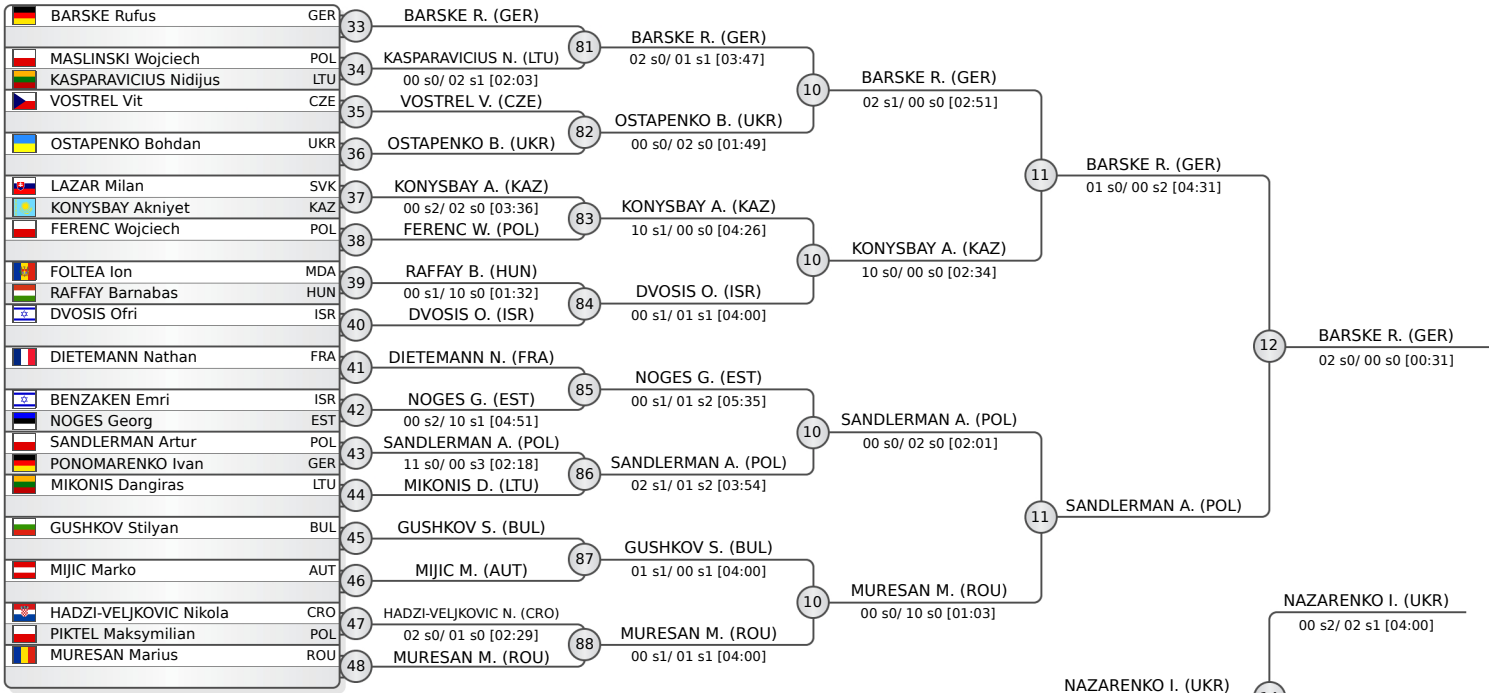 BARSKE Rufus GER
MASLINSKI Wojciech POL
KASPARAVICIUS Nidijus LTU
VOSTREL Vit CZE
OSTAPENKO Bohdan UKR
LAZAR Milan SVK
KONYSBAY Akniyet KAZ
FERENC Wojciech POL
FOLTEA Ion MDA
RAFFAY Barnabas HUN
DVOSIS Ofri ISR
DIETEMANN Nathan FRA
BENZAKEN Emri ISR
NOGES Georg EST
SANDLERMAN Artur POL
PONOMARENKO Ivan GER
MIKONIS Dangiras LTU
GUSHKOV Stilyan BUL
MIJIC Marko AUT
HADZI-VELJKOVIC Nikola CRO
PIKTEL Maksymilian POL
MURESAN Marius ROU
33
34
35
36
37
38
39
40
41
42
43
44
45
46
47
48
BARSKE R. (GER)
KASPARAVICIUS N. (LTU)
00 s0/ 02 s1 [02:03]
VOSTREL V. (CZE)
OSTAPENKO B. (UKR)
KONYSBAY A. (KAZ)
00 s2/ 02 s0 [03:36]
FERENC W. (POL)
RAFFAY B. (HUN)
00 s1/ 10 s0 [01:32]
DVOSIS O. (ISR)
DIETEMANN N. (FRA)
NOGES G. (EST)
00 s2/ 10 s1 [04:51]
SANDLERMAN A. (POL)
11 s0/ 00 s3 [02:18]
MIKONIS D. (LTU)
GUSHKOV S. (BUL)
MIJIC M. (AUT)
HADZI-VELJKOVIC N. (CRO)
02 s0/ 01 s0 [02:29]
MURESAN M. (ROU)
81
82
83
84
85
86
87
88
BARSKE R. (GER)
02 s0/ 01 s1 [03:47]
OSTAPENKO B. (UKR)
00 s0/ 02 s0 [01:49]
KONYSBAY A. (KAZ)
10 s1/ 00 s0 [04:26]
DVOSIS O. (ISR)
00 s1/ 01 s1 [04:00]
NOGES G. (EST)
00 s1/ 01 s2 [05:35]
SANDLERMAN A. (POL)
02 s1/ 01 s2 [03:54]
GUSHKOV S. (BUL)
01 s1/ 00 s1 [04:00]
MURESAN M. (ROU)
00 s1/ 01 s1 [04:00]
10
10
10
10
BARSKE R. (GER)
02 s1/ 00 s0 [02:51]
KONYSBAY A. (KAZ)
10 s0/ 00 s0 [02:34]
SANDLERMAN A. (POL)
00 s0/ 02 s0 [02:01]
MURESAN M. (ROU)
00 s0/ 10 s0 [01:03]
11
11
BARSKE R. (GER)
01 s0/ 00 s2 [04:31]
SANDLERMAN A. (POL)
12
BARSKE R. (GER)
02 s0/ 00 s0 [00:31]
NAZARENKO I. (UKR)
00 s2/ 02 s1 [04:00]
NAZARENKO I. (UKR)